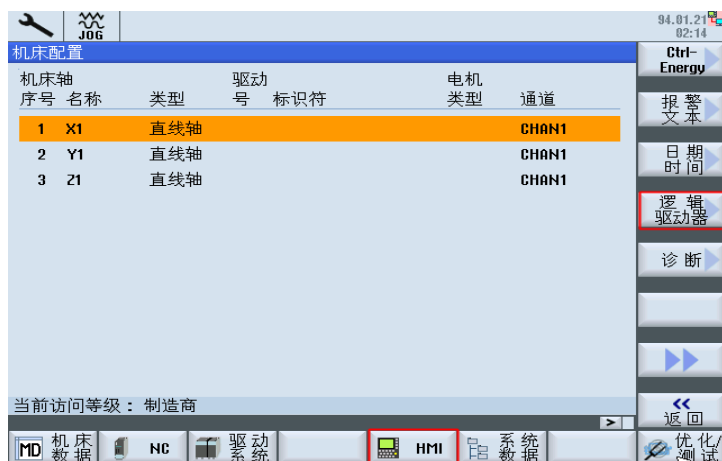 JOG
94.01.21
02:14
机床配置
机床轴 驱动 电机
序号 名称 类型 号 标识符 类型 通道
1 X1 直线轴 CHAN1
2 Y1 直线轴 CHAN1
3 Z1 直线轴 CHAN1
当前访问等级： 制造商
Ctrl-
Energy
报警
文本
日期
时间
逻辑
驱动器
诊断
<<
返回
>
MD 机床
数据
NC
驱动
系统
HMI
系统
数据
优化/
测试